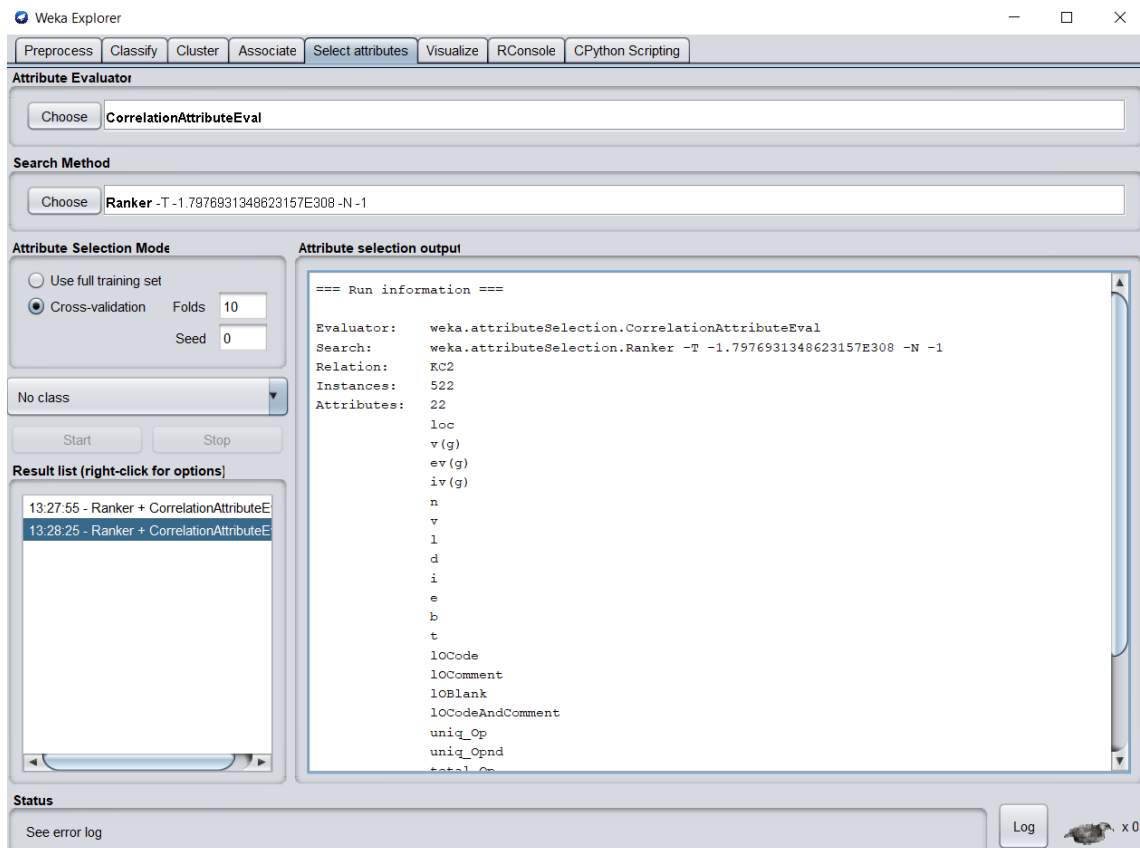 Weka Explorer
Preprocess Classify Cluster Associate Select attributes Visualize RConsole CPython Scripting
Attribute Evaluator
Choose CorrelationAttributeEval
Search Method
Choose Ranker -T -1.7976931348623157E308 -N -1
Attribute Selection Mode
Use full training set
Cross-validation Folds 10
Seed 0
No class
Start Stop
Result list (right-click for options)
13:27:55 - Ranker + CorrelationAttributeE
13:28:25 - Ranker + CorrelationAttributeE
Attribute selection output
=== Run information ===
Evaluator: weka.attributeSelection.CorrelationAttributeEval
Search: weka.attributeSelection.Ranker -T -1.7976931348623157E308 -N -1
Relation: KC2
Instances: 522
Attributes: 22
loc
v(g)
ev(g)
iv(g)
n
v
l
d
i
e
b
t
lOCode
lOComment
lOBlank
lOCodeAndComment
uniq_Op
uniq_Opnd
total_Op
Status
See error log
Log
x 0